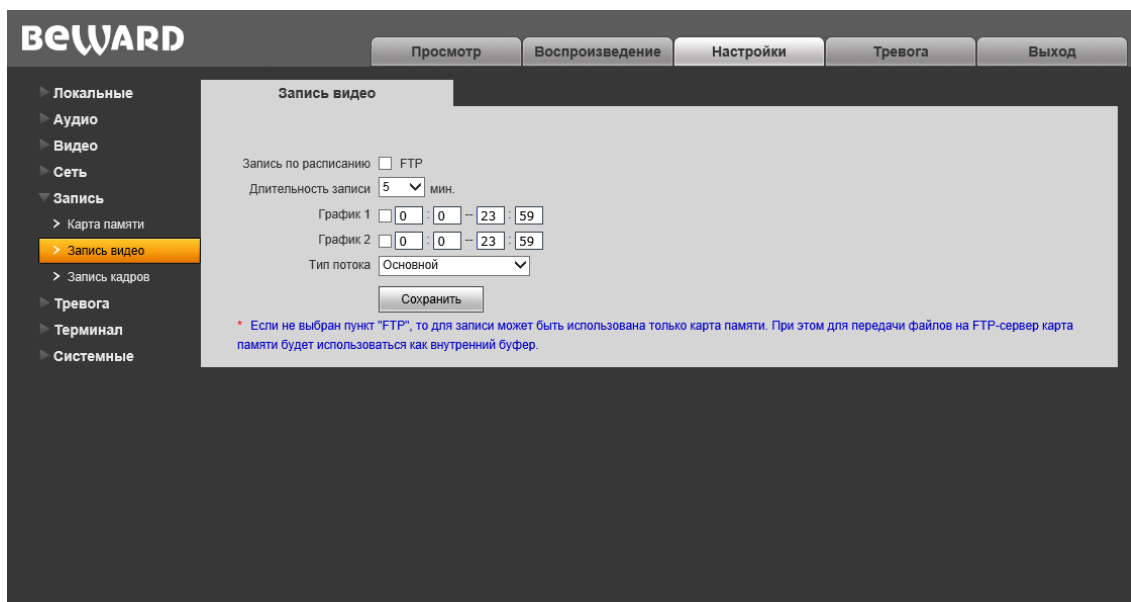 BEWARD
Просмотр Воспроизведение Настройки Тревога Выход
Локальные
Аудио
Видео
Сеть
Запись
> Карта памяти
> Запись видео
> Запись кадров
Тревога
Терминал
Системные
Запись видео
Запись по расписанию FTP
Длительность записи 5 мин.
График 1 0 : 0 -- 23 : 59
График 2 0 : 0 -- 23 : 59
Тип потока Основной
Сохранить
* Если не выбран пункт "FTP", то для записи может быть использована только карта памяти. При этом для передачи файлов на FTP-сервер карта
памяти будет использоваться как внутренний буфер.